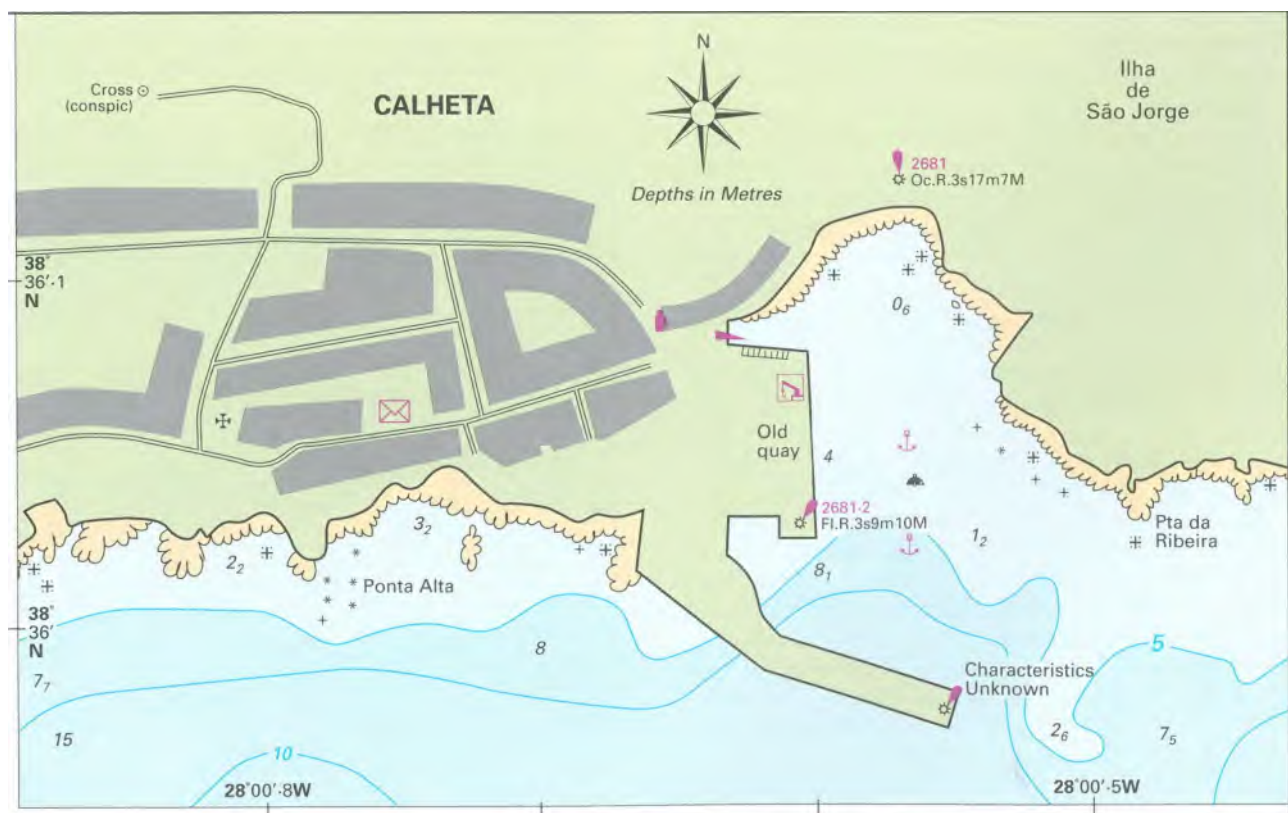 N
Ilha
de
São Jorge
Cross
(conspic)
CALHETA
2681
Oc.R.3s17m7M
Depths in Metres
38°
36'·1
N
0₆
Old
quay
4
2681·2
Fl.R.3s9m10M
3₂
1₂
Pta da
Ribeira
2₂
Ponta Alta
8₁
38°
36'
N
8
5
7₇
Characteristics
Unknown
2₆
7₅
15
10
28°00'·8W
28°00'·5W